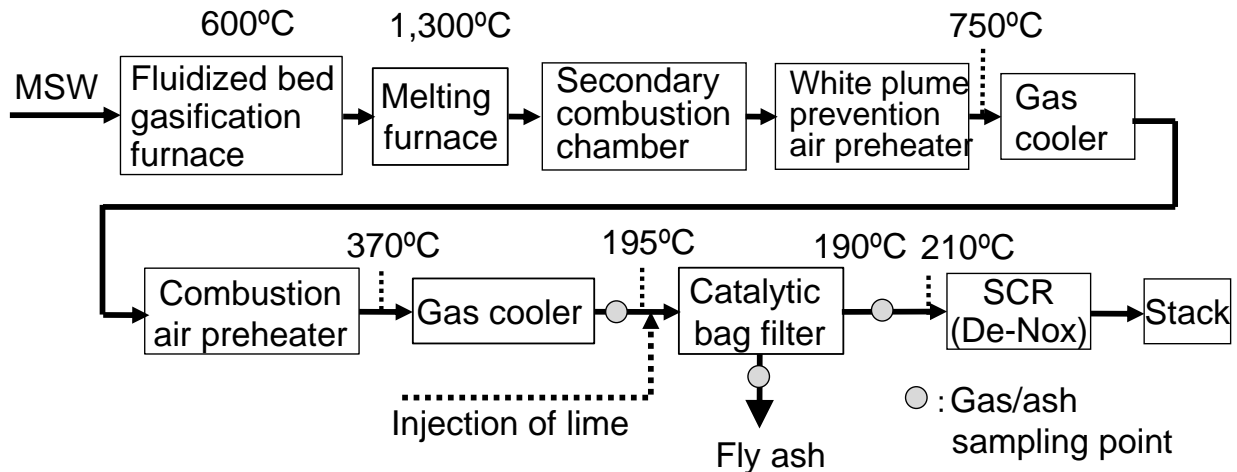 600ºC
1,300ºC
750ºC
MSW
Fluidized bed
gasification
furnace
Melting
furnace
Secondary
combustion
chamber
White plume
prevention
air preheater
Gas
cooler
370ºC
195ºC
190ºC
210ºC
Combustion
air preheater
Gas cooler
Catalytic
bag filter
SCR
(De-Nox)
Stack
Injection of lime
Fly ash
: Gas/ash
sampling point